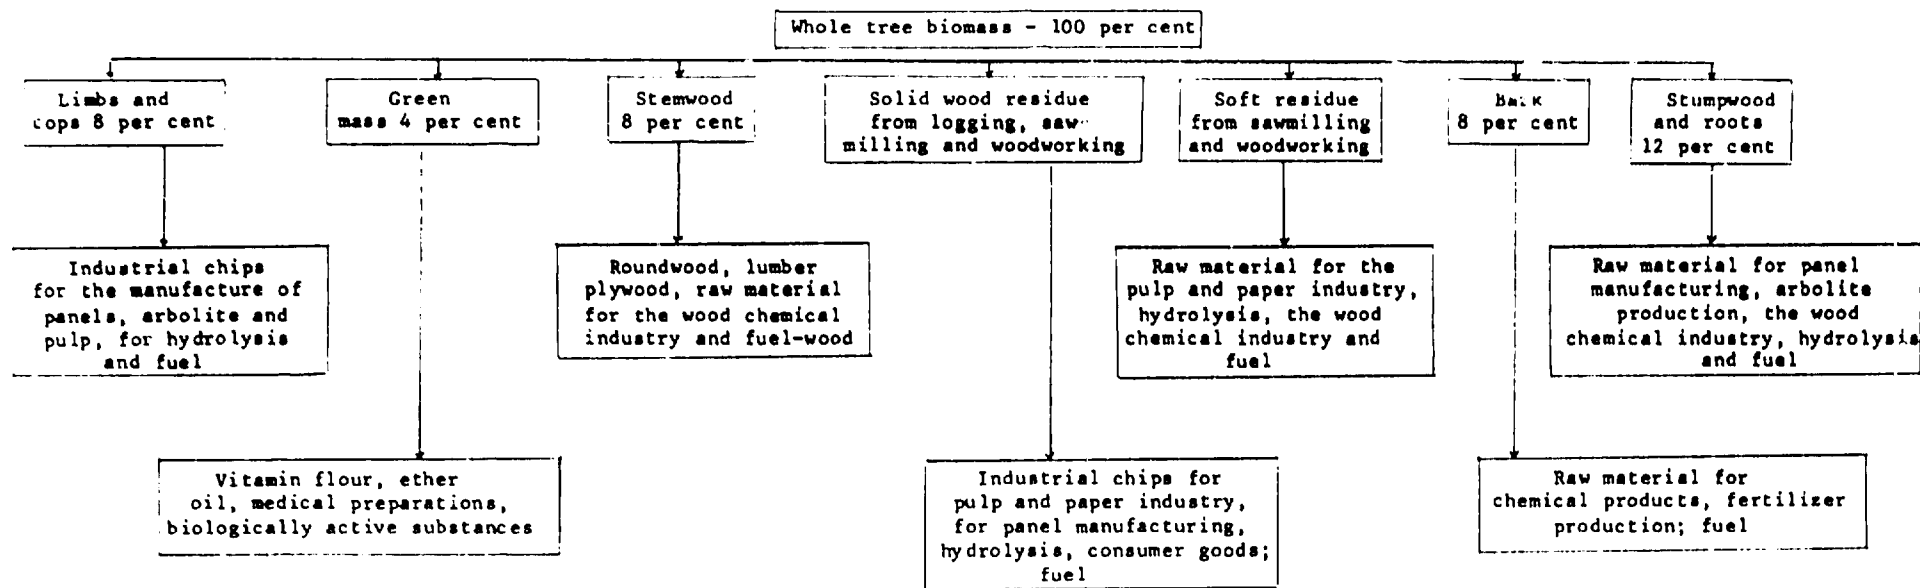 Whole tree biomass - 100 per cent
Limbs and
tops 8 per cent
Green
mass 4 per cent
Stemwood
8 per cent
Solid wood residue
from logging, saw-
milling and woodworking
Soft residue
from sawmilling
and woodworking
Bark
8 per cent
Stumpwood
and roots
12 per cent
Industrial chips
for the manufacture of
panels, arbolite and
pulp, for hydrolysis
and fuel
Roundwood, lumber
plywood, raw material
for the wood chemical
industry and fuel-wood
Raw material for the
pulp and paper industry,
hydrolysis, the wood
chemical industry and
fuel
Raw material for panel
manufacturing, arbolite
production, the wood
chemical industry, hydrolysis
and fuel
Vitamin flour, ether
oil, medical preparations,
biologically active substances
Industrial chips for
pulp and paper industry,
for panel manufacturing,
hydrolysis, consumer goods;
fuel
Raw material for
chemical products, fertilizer
production; fuel